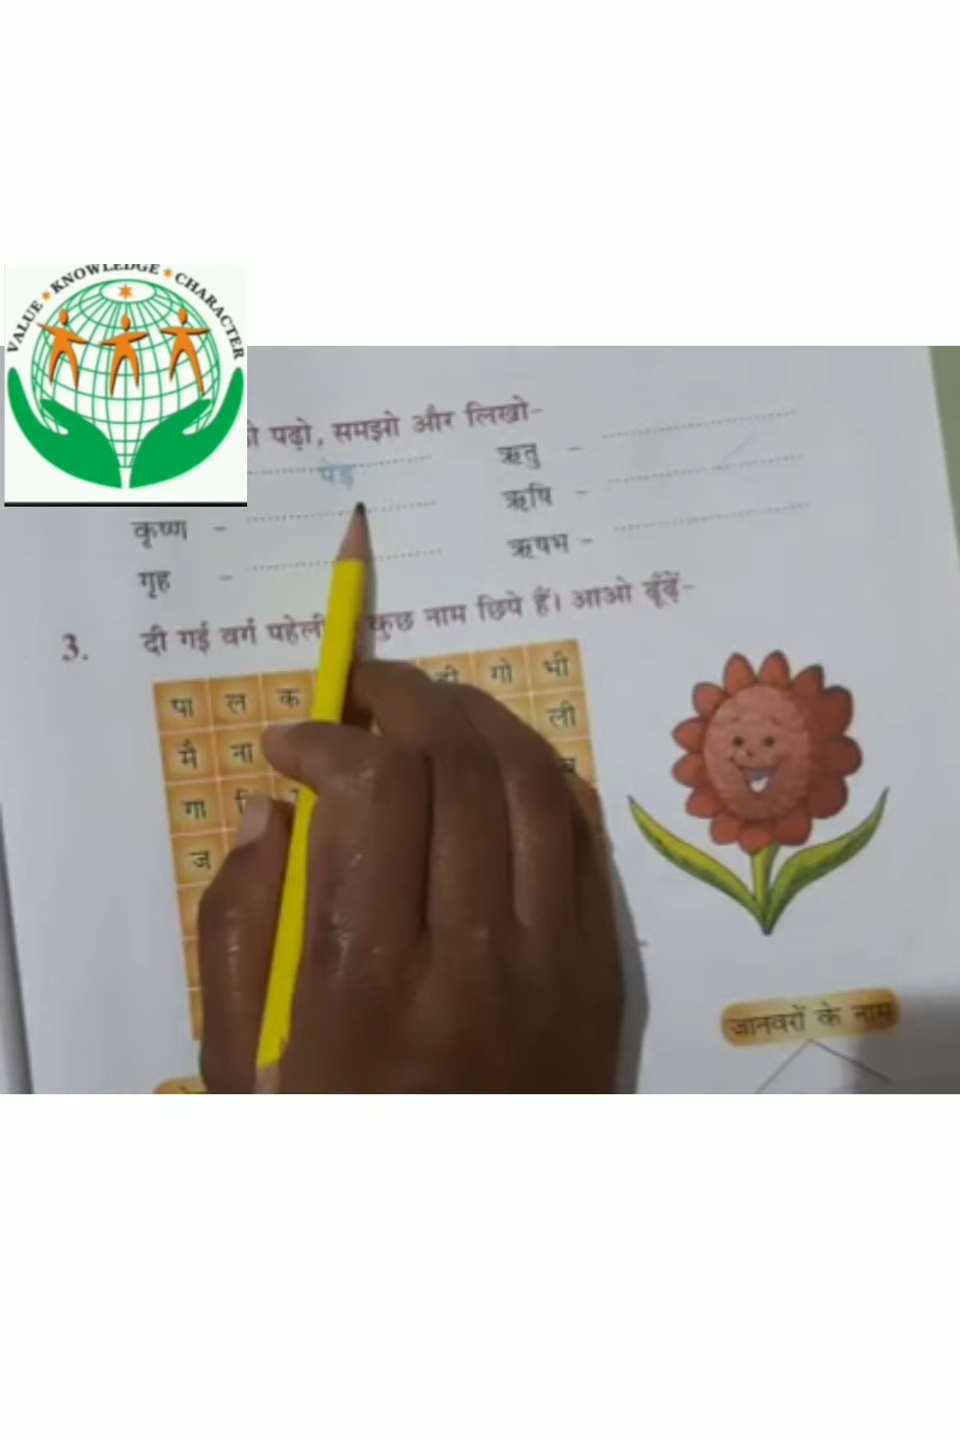 VALUE ★ KNOWLEDGE ★ CHARACTER
पढ़ो, समझो और लिखो-
पेड़
ऋतु -
कृष्ण - ऋषि -
गृह - ऋषभ -
3. दी गई वर्ग पहेली कुछ नाम छिपे हैं। आओ ढूँढ़ें-
पा ल क गो भी
मै ना ली
गा
ज
जानवरों के नाम